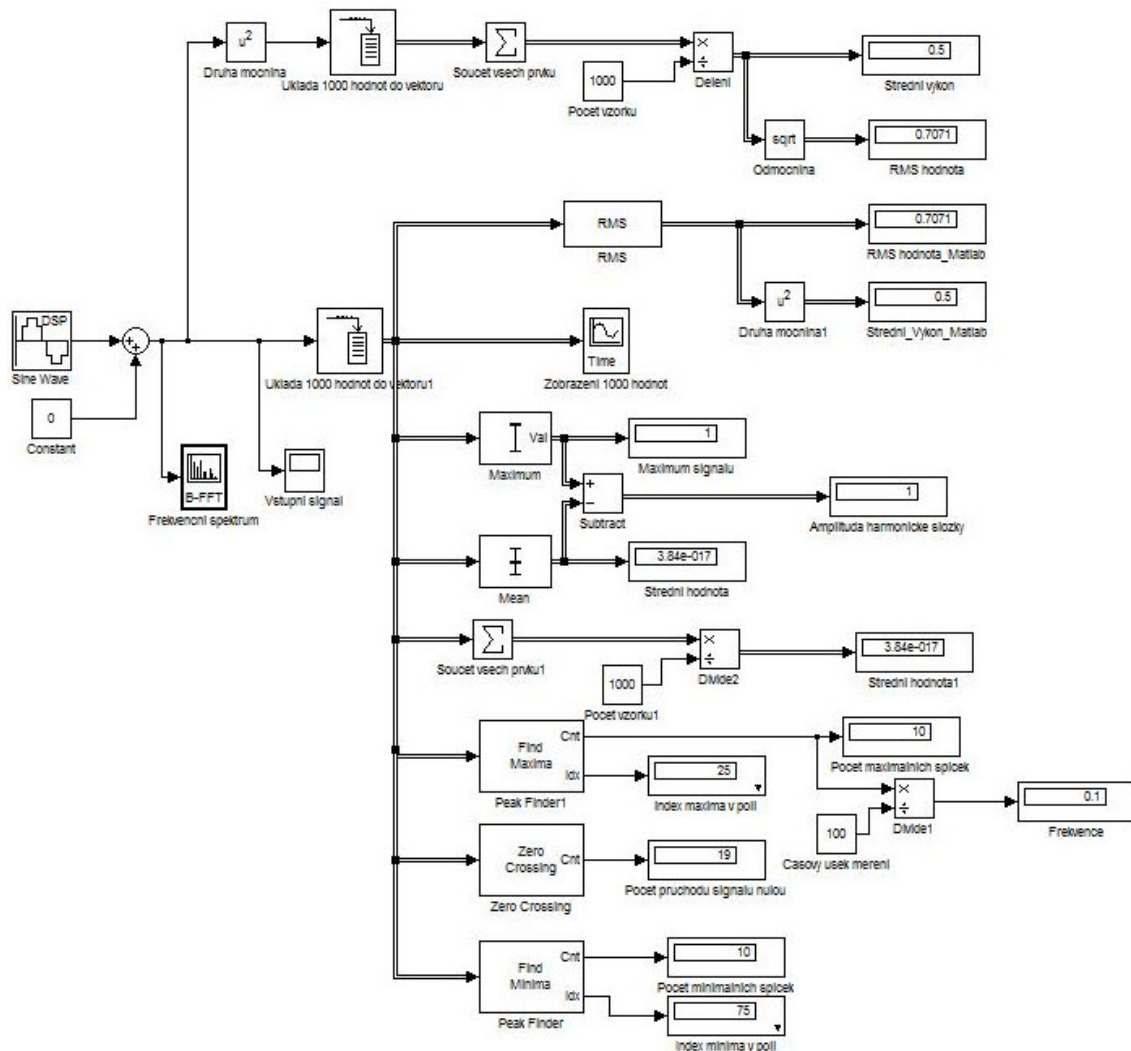 u²
Druha mocnina
Uklada 1000 hodnot do vektoru
Soucet vsech prvku
1000
Pocet vzorku
×
÷
Deleni
0.5
Stredni vykon
sqrt
Odmocnina
0.7071
RMS hodnota
RMS
RMS
0.7071
RMS hodnota_Matlab
u²
Druha mocnina1
0.5
Stredni_Vykon_Matlab
DSP
Sine Wave
0
Constant
Uklada 1000 hodnot do vektoru1
Time
Zobrazeni 1000 hodnot
B-FFT
Frekvencni spektrum
Vstupni signal
Val
Maximum
1
Maximum signalu
+
−
Subtract
1
Amplituda harmonicke slozky
Mean
3.84e-017
Stredni hodnota
Soucet vsech prvku1
1000
Pocet vzorku1
×
÷
Divide2
3.84e-017
Stredni hodnota1
Find
Maxima
Cnt
Idx
Peak Finder1
10
Pocet maximalnich spicek
25
Index maxima v poli
100
Casovy usek mereni
×
÷
Divide1
0.1
Frekvence
Zero
Crossing
Cnt
Zero Crossing
19
Pocet pruchodu signalu nulou
Find
Minima
Cnt
Idx
Peak Finder
10
Pocet minimalnich spicek
75
Index minima v poli